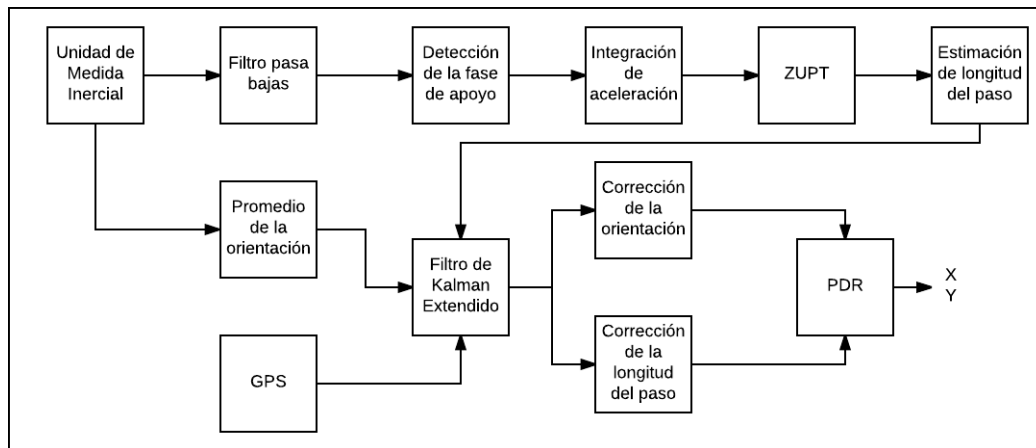 Unidad de
Medida
Inercial
Filtro pasa
bajas
Detección
de la fase
de apoyo
Integración
de
aceleración
ZUPT
Estimación
de longitud
del paso
Promedio
de la
orientación
Filtro de
Kalman
Extendido
GPS
Corrección
de la
orientación
Corrección
de la
longitud
del paso
PDR
X
Y